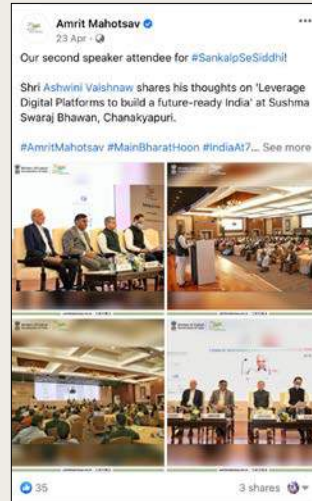 Amrit Mahotsav
23 Apr ·
Our second speaker attendee for #SankalpSeSiddhi!
Shri Ashwini Vaishnaw shares his thoughts on 'Leverage
Digital Platforms to build a future-ready India' at Sushma
Swaraj Bhawan, Chanakyapuri.
#AmritMahotsav #MainBharatHoon #IndiaAt7... See more
35
3 shares